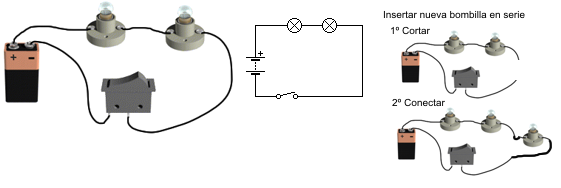 Insertar nueva bombilla en serie
1º Cortar
2º Conectar